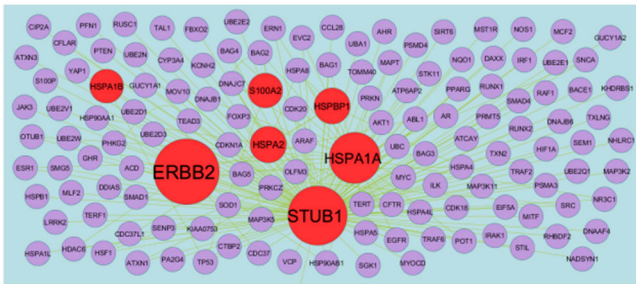 CIP2A
PFN1
RUSC1
TAL1
FBXO2
UBE2E2
ERN1
EVC2
CCL28
AHR
SIRT6
MST1R
NOS1
MCF2
GUCY1A2
ATXN3
CFLAR
PTEN
UBE2N
CYP3A4
KCNH2
BAG4
BAG2
HSPA8
BAG1
UBA1
TOMM40
MAPT
PSMD4
NQO1
DAXX
IRF1
UBE2E1
SNCA
S100P
YAP1
HSPA1B
GUCY1A1
MOV10
DNAJB1
DNAJC7
S100A2
CDK20
HSPBP1
PRKN
ATP6AP2
STK11
PPARG
RUNX1
SMAD4
RAF1
BACE1
KHDRBS1
JAK3
UBE2V1
HSP90AA1
UBE2D1
TEAD3
FOXP3
AKT1
ABL1
AR
PRMT5
RUNX2
DNAJB6
TXLNG
OTUB1
UBE2W
PHKG2
UBE2D3
CDKN1A
HSPA2
ARAF
HSPA1A
UBC
BAG3
ATCAY
TXN2
HIF1A
SEM1
NHLRC1
ESR1
SMG5
GHR
ACD
ERBB2
BAG5
OLFM3
PRKCZ
MYC
HSPA4
TRAF2
UBE2Q1
MAP3K2
HSPB1
MLF2
DDIAS
SMAD1
SOD1
STUB1
ILK
MAP3K11
PSMA3
LRRK2
TERF1
CDC37L1
SENP3
KIAA0753
MAP3K5
TERT
CFTR
HSPA4L
CDK18
EIF5A
MITF
SRC
NR3C1
HSPA1L
HDAC6
HSF1
ATXN1
PA2G4
TP53
CTBP2
CDC37
VCP
HSP90AB1
HSPA5
EGFR
SGK1
MYOCD
TRAF6
POT1
IRAK1
STIL
RHBDF2
DNAAF4
NADSYN1